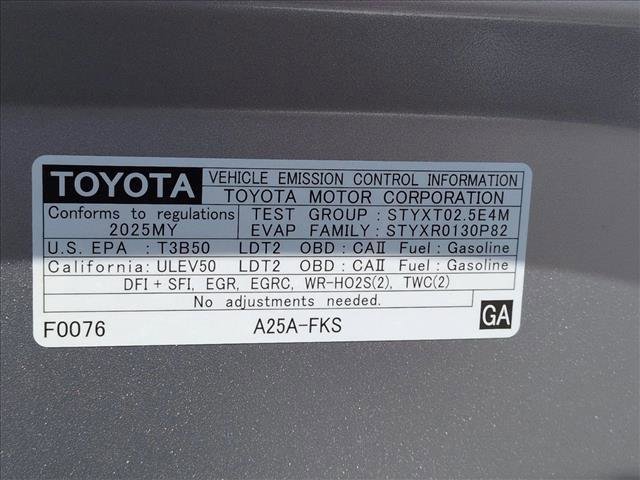 TOYOTA VEHICLE EMISSION CONTROL INFORMATION
TOYOTA MOTOR CORPORATION
Conforms to regulations TEST GROUP : STYXT02.5E4M
2025MY EVAP FAMILY : STYXR0130P82
U.S. EPA : T3B50 LDT2 OBD : CAⅡ Fuel : Gasoline
California: ULEV50 LDT2 OBD : CAⅡ Fuel : Gasoline
DFI + SFI, EGR, EGRC, WR-HO2S(2), TWC(2)
No adjustments needed.
F0076 A25A-FKS GA